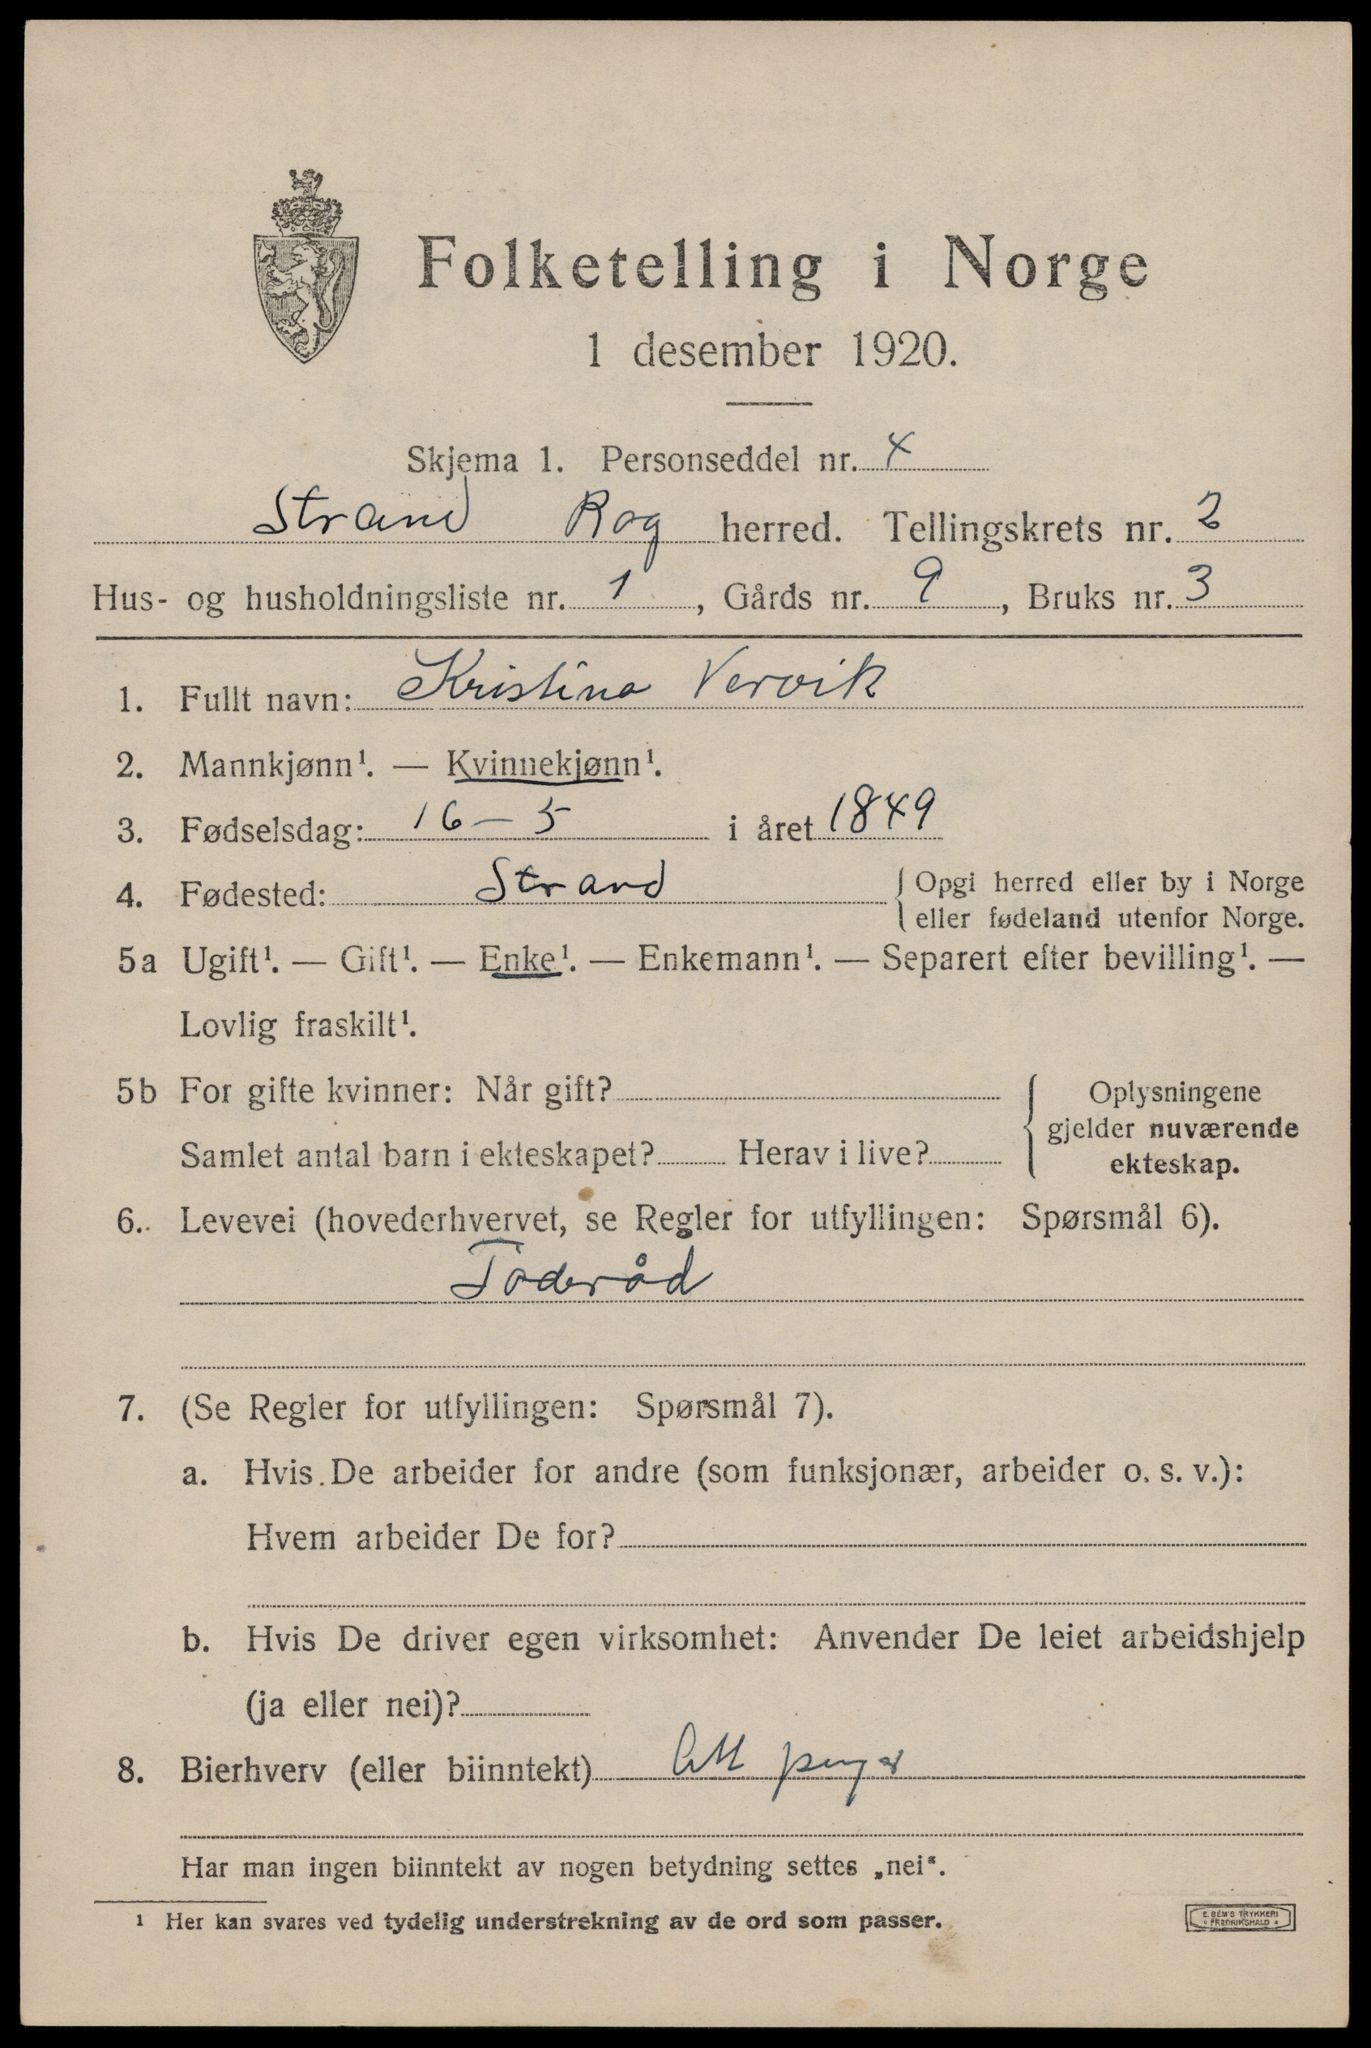 Folketelling i Norge
1 desember 1920.
Skjema 1. Personseddel nr. 4
Strand Rog herred. Tellingskrets nr. 2
Hus- og husholdningsliste nr. 1, Gårds nr. 9, Bruks nr. 3
1. Fullt navn: Kristina Vervik
2. Mannkjønn¹. — Kvinnekjønn¹.
3. Fødselsdag: 16 – 5 i året 1849
4. Fødested: Strand { Opgi herred eller by i Norge
eller fødeland utenfor Norge.
5a Ugift¹. — Gift¹. — Enke¹. — Enkemann¹. — Separert efter bevilling¹. —
Lovlig fraskilt¹.
5b For gifte kvinner: Når gift?
Samlet antal barn i ekteskapet? Herav i live?
Oplysningene
gjelder nuværende
ekteskap.
6. Levevei (hovederhvervet, se Regler for utfyllingen: Spørsmål 6).
Foderåd
7. (Se Regler for utfyllingen: Spørsmål 7).
a. Hvis De arbeider for andre (som funksjonær, arbeider o. s. v.):
Hvem arbeider De for?
b. Hvis De driver egen virksomhet: Anvender De leiet arbeidshjelp
(ja eller nei)?
8. Bierhverv (eller biinntekt)
Har man ingen biinntekt av nogen betydning settes „nei“.
¹ Her kan svares ved tydelig understrekning av de ord som passer.
E. SEM'S TRYKKERI
FREDRIKSHALD